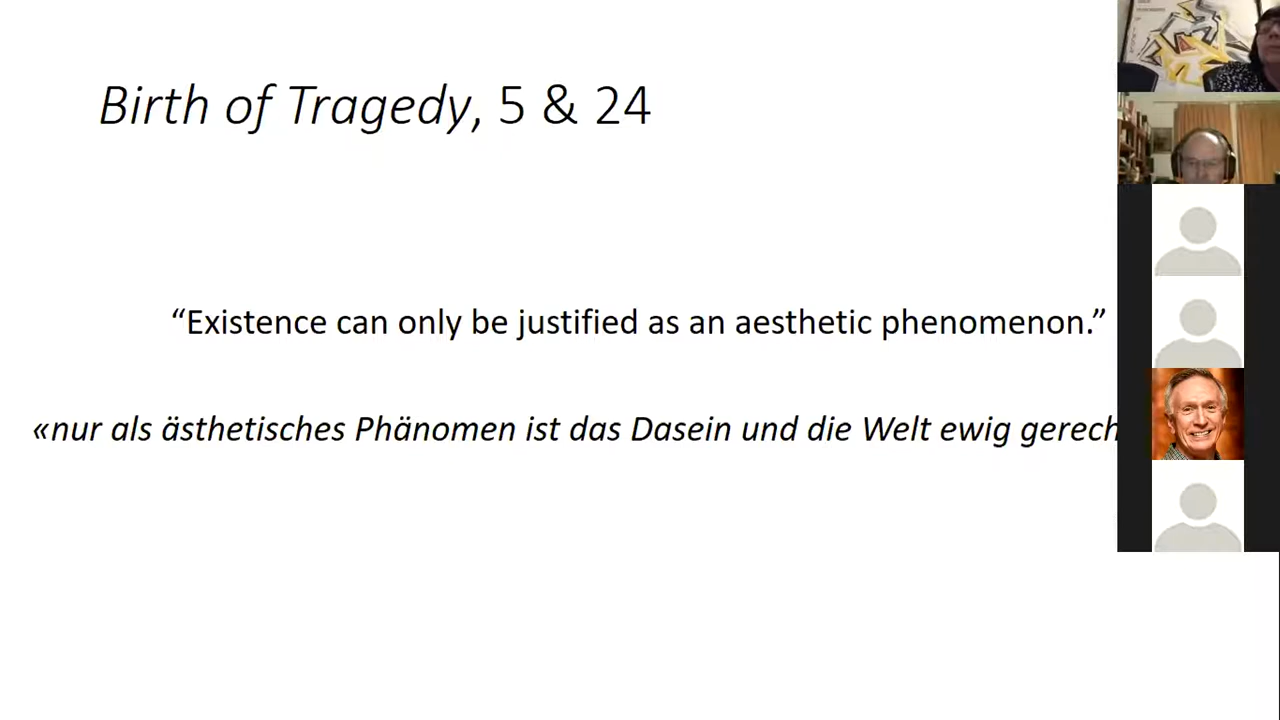 Birth of Tragedy, 5 & 24
“Existence can only be justified as an aesthetic phenomenon.”
«nur als ästhetisches Phänomen ist das Dasein und die Welt ewig